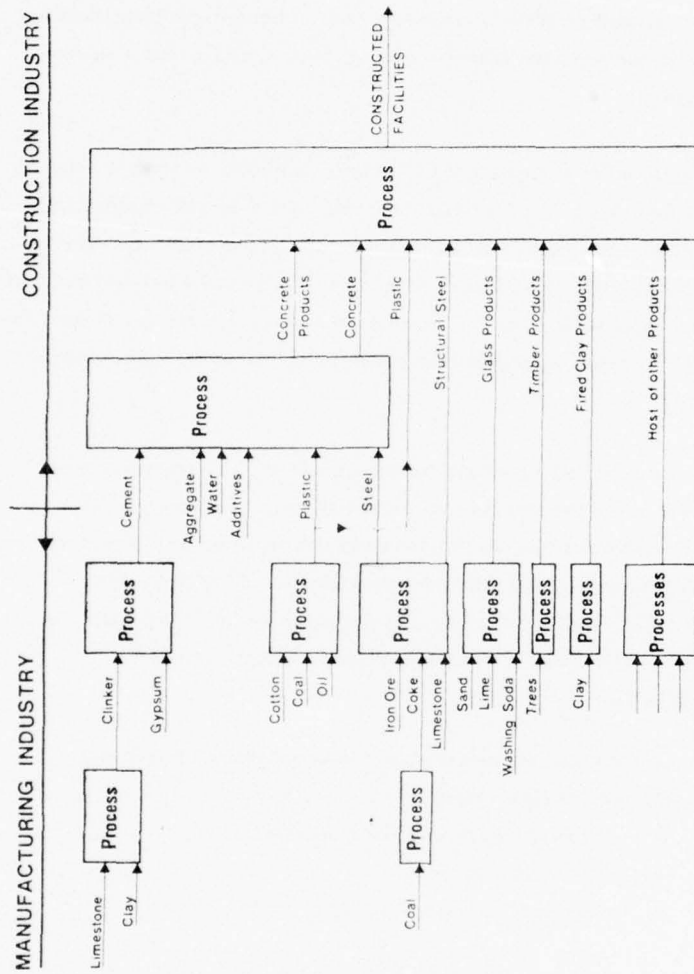 MANUFACTURING INDUSTRY
CONSTRUCTION INDUSTRY
Limestone
Clay
Process
Clinker
Gypsum
Process
Cement
Aggregate
Water
Additives
Cotton
Coal
Oil
Process
Plastic
Coal
Process
Iron Ore
Coke
Limestone
Process
Steel
Process
Concrete
Products
Concrete
Plastic
Structural Steel
Sand
Lime
Washing Soda
Process
Glass Products
Trees
Process
Timber Products
Clay
Process
Fired Clay Products
Processes
Host of other Products
Process
CONSTRUCTED
FACILITIES